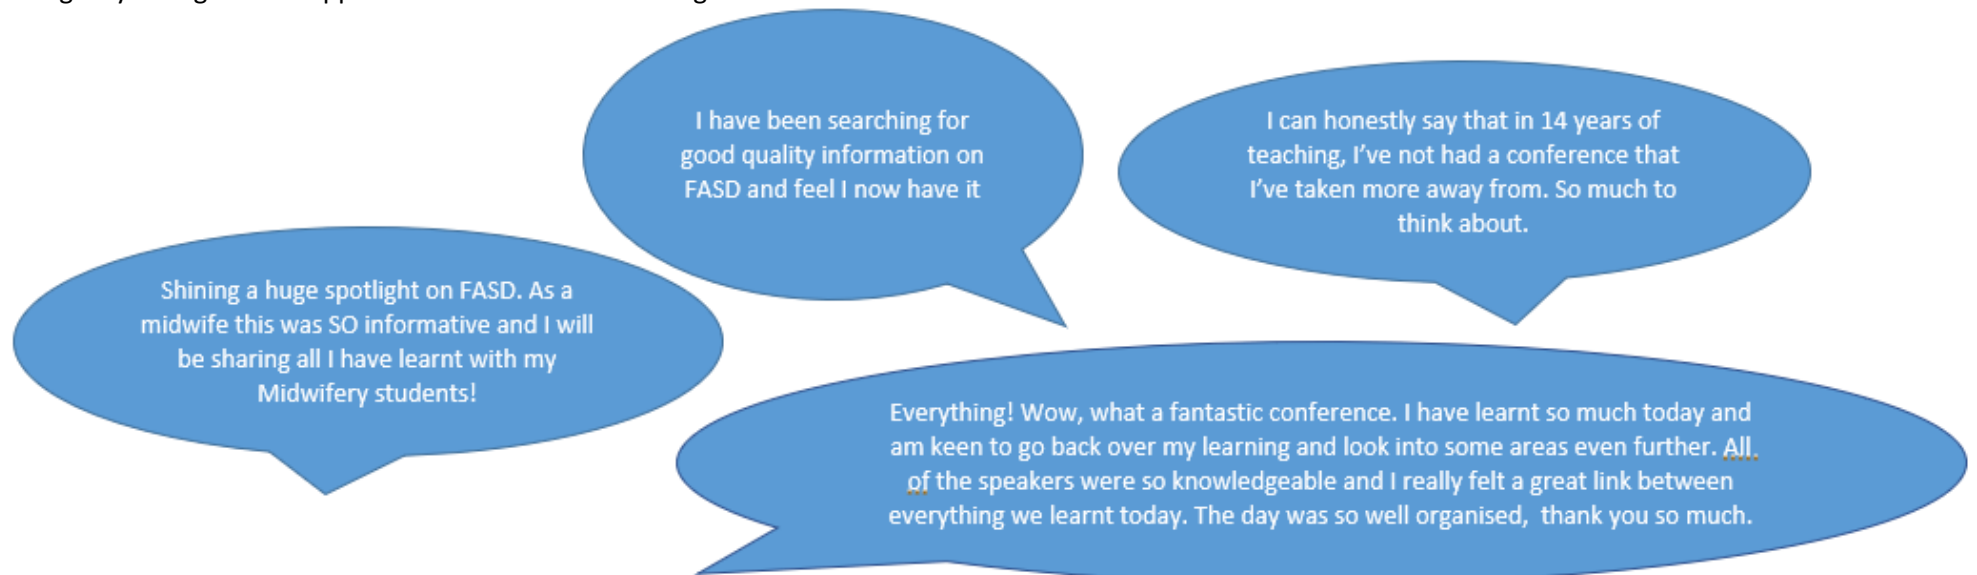 I have been searching for
good quality information on
FASD and feel I now have it
I can honestly say that in 14 years of
teaching, I've not had a conference that
I've taken more away from. So much to
think about.
Shining a huge spotlight on FASD. As a
midwife this was SO informative and I will
be sharing all I have learnt with my
Midwifery students!
Everything! Wow, what a fantastic conference. I have learnt so much today and
am keen to go back over my learning and look into some areas even further. All
of the speakers were so knowledgeable and I really felt a great link between
everything we learnt today. The day was so well organised,  thank you so much.